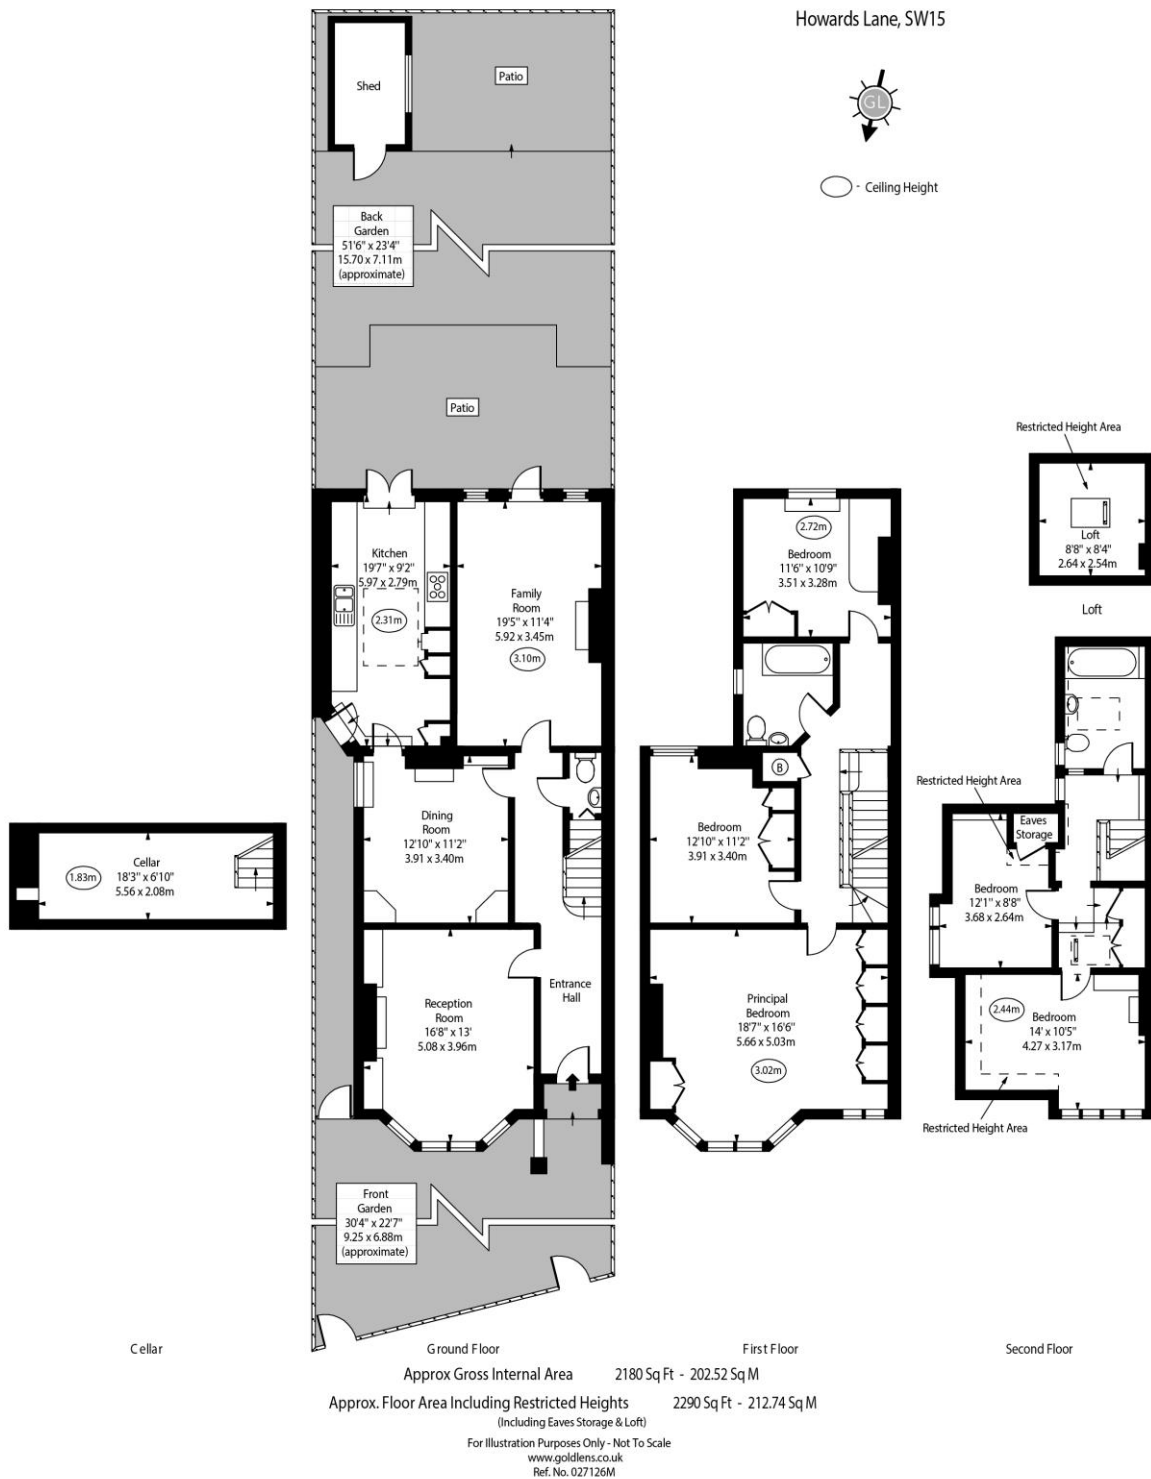 Howards Lane, SW15
GL
- Ceiling Height
Shed
Patio
Back
Garden
51'6" x 23'4"
15.70 x 7.11m
(approximate)
Patio
Kitchen
19'7" x 9'2"
5.97 x 2.79m
2.31m
Family
Room
19'5" x 11'4"
5.92 x 3.45m
3.10m
Dining
Room
12'10" x 11'2"
3.91 x 3.40m
Reception
Room
16'8" x 13'
5.08 x 3.96m
Entrance
Hall
Front
Garden
30'4" x 22'7"
9.25 x 6.88m
(approximate)
1.83m
Cellar
18'3" x 6'10"
5.56 x 2.08m
2.72m
Bedroom
11'6" x 10'9"
3.51 x 3.28m
B
Bedroom
12'10" x 11'2"
3.91 x 3.40m
Principal
Bedroom
18'7" x 16'6"
5.66 x 5.03m
3.02m
Restricted Height Area
Loft
8'8" x 8'4"
2.64 x 2.54m
Loft
Restricted Height Area
Eaves
Storage
Bedroom
12'1" x 8'8"
3.68 x 2.64m
2.44m
Bedroom
14' x 10'5"
4.27 x 3.17m
Restricted Height Area
Cellar
Ground Floor
First Floor
Second Floor
Approx Gross Internal Area 2180 Sq Ft - 202.52 Sq M
Approx. Floor Area Including Restricted Heights 2290 Sq Ft - 212.74 Sq M
(Including Eaves Storage & Loft)
For Illustration Purposes Only - Not To Scale
www.goldlens.co.uk
Ref. No. 027126M